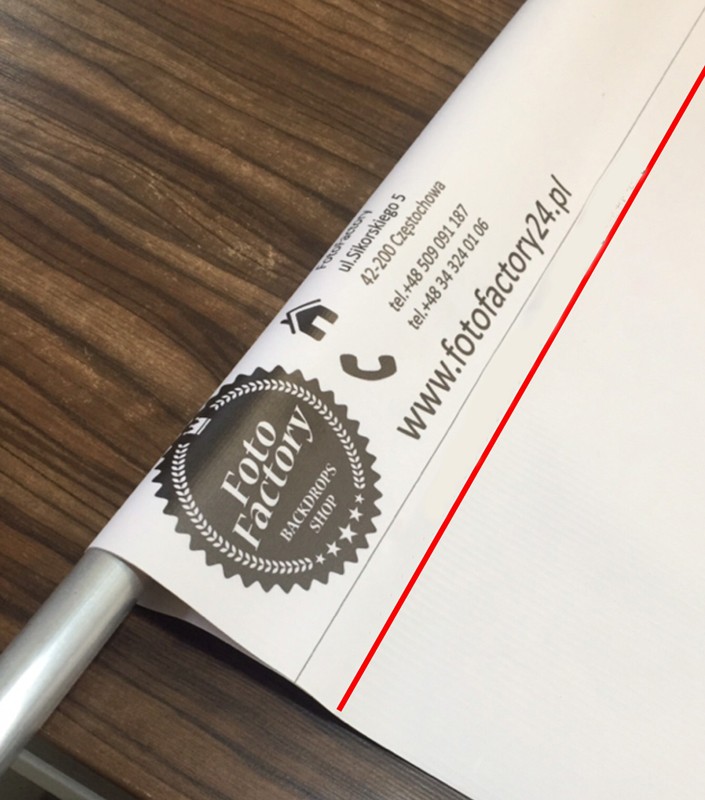 FotoFactory
ul.Sikorskiego 5
42-200 Częstochowa
tel.+48 509 091 187
tel.+48 34 324 01 06
www.fotofactory24.pl/
Foto
Factory
BACKDROPS
SHOP